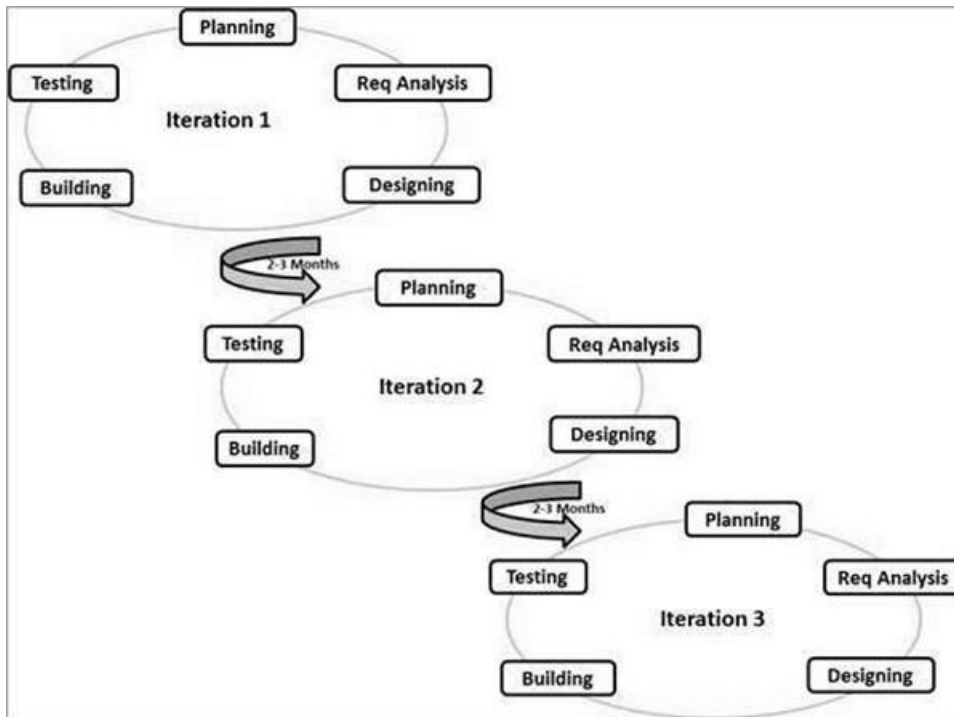 Planning
Testing
Req Analysis
Iteration 1
Building
Designing
2-3 Months
Planning
Testing
Req Analysis
Iteration 2
Building
Designing
2-3 Months
Planning
Testing
Req Analysis
Iteration 3
Building
Designing